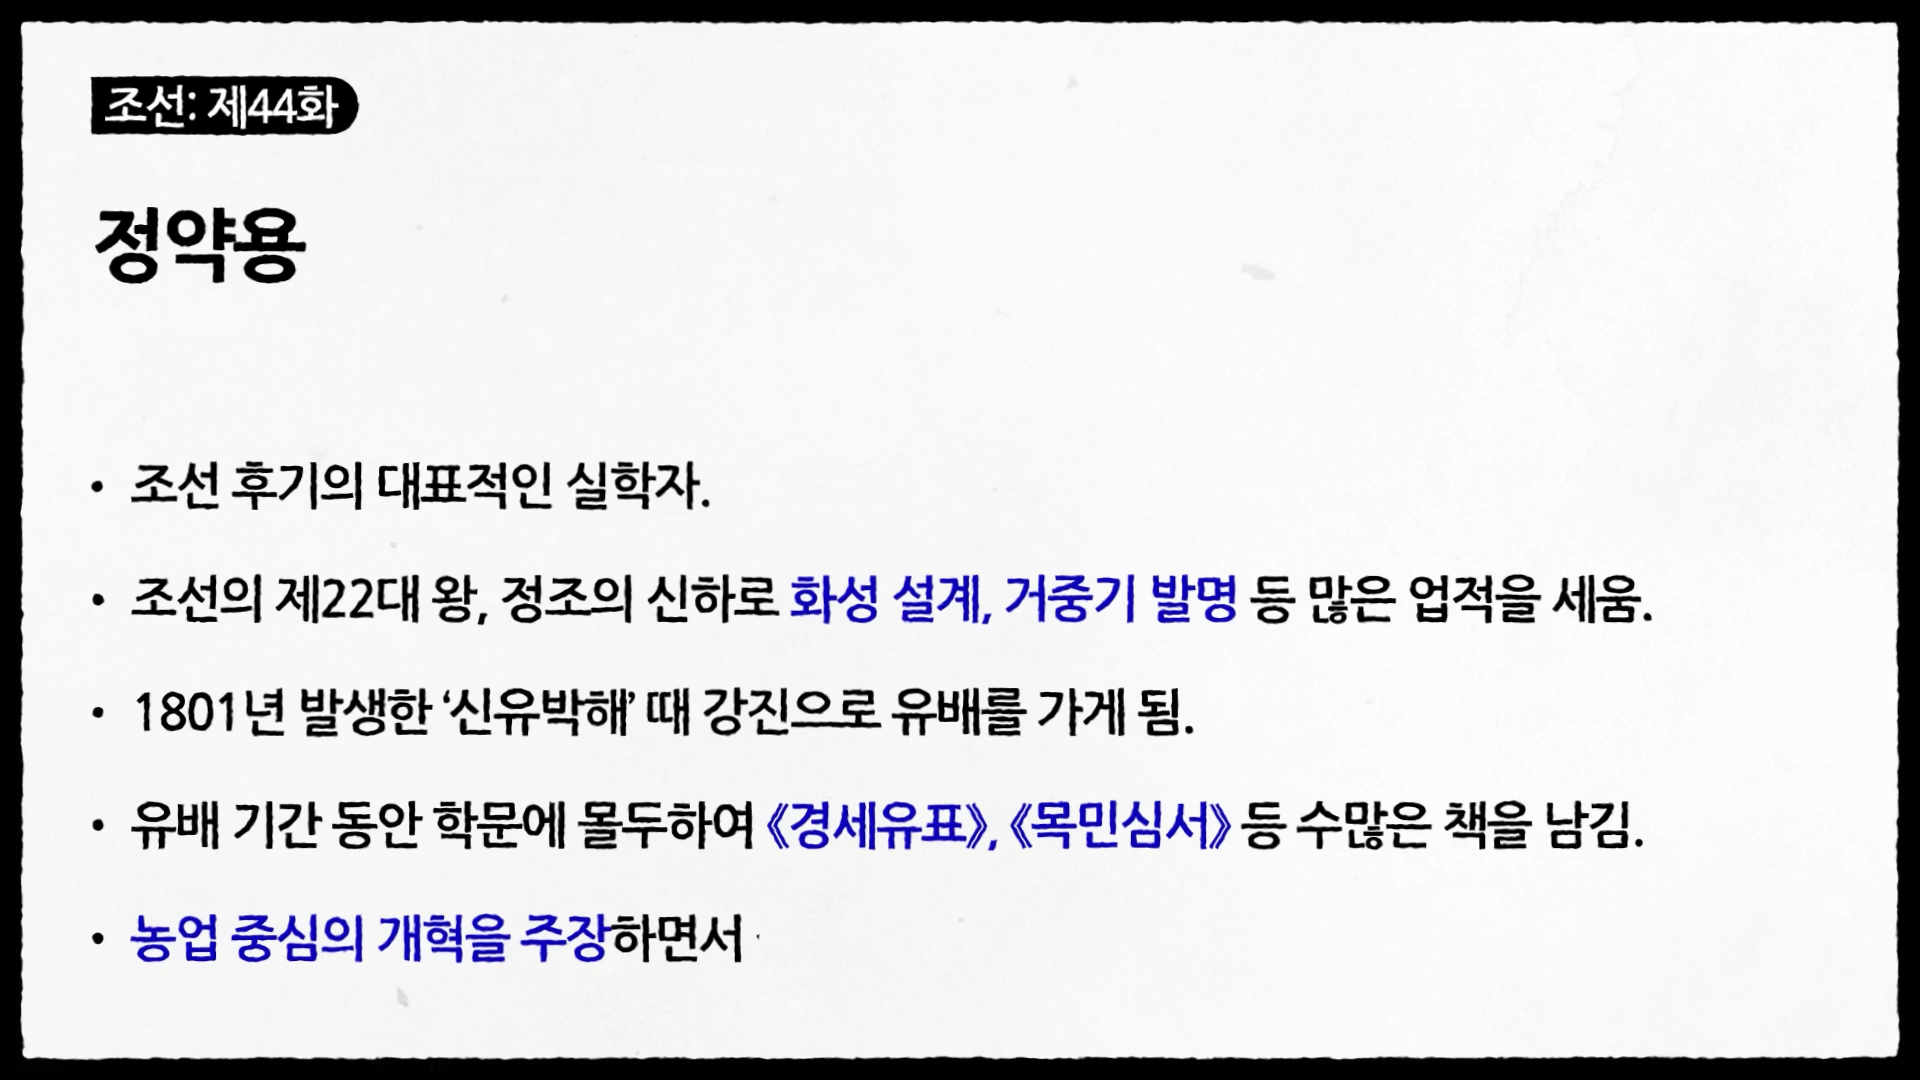 조선: 제44화
정약용
• 조선 후기의 대표적인 실학자.
• 조선의 제22대 왕, 정조의 신하로 화성 설계, 거중기 발명 등 많은 업적을 세움.
• 1801년 발생한 ‘신유박해’ 때 강진으로 유배를 가게 됨.
• 유배 기간 동안 학문에 몰두하여 《경세유표》, 《목민심서》 등 수많은 책을 남김.
• 농업 중심의 개혁을 주장하면서